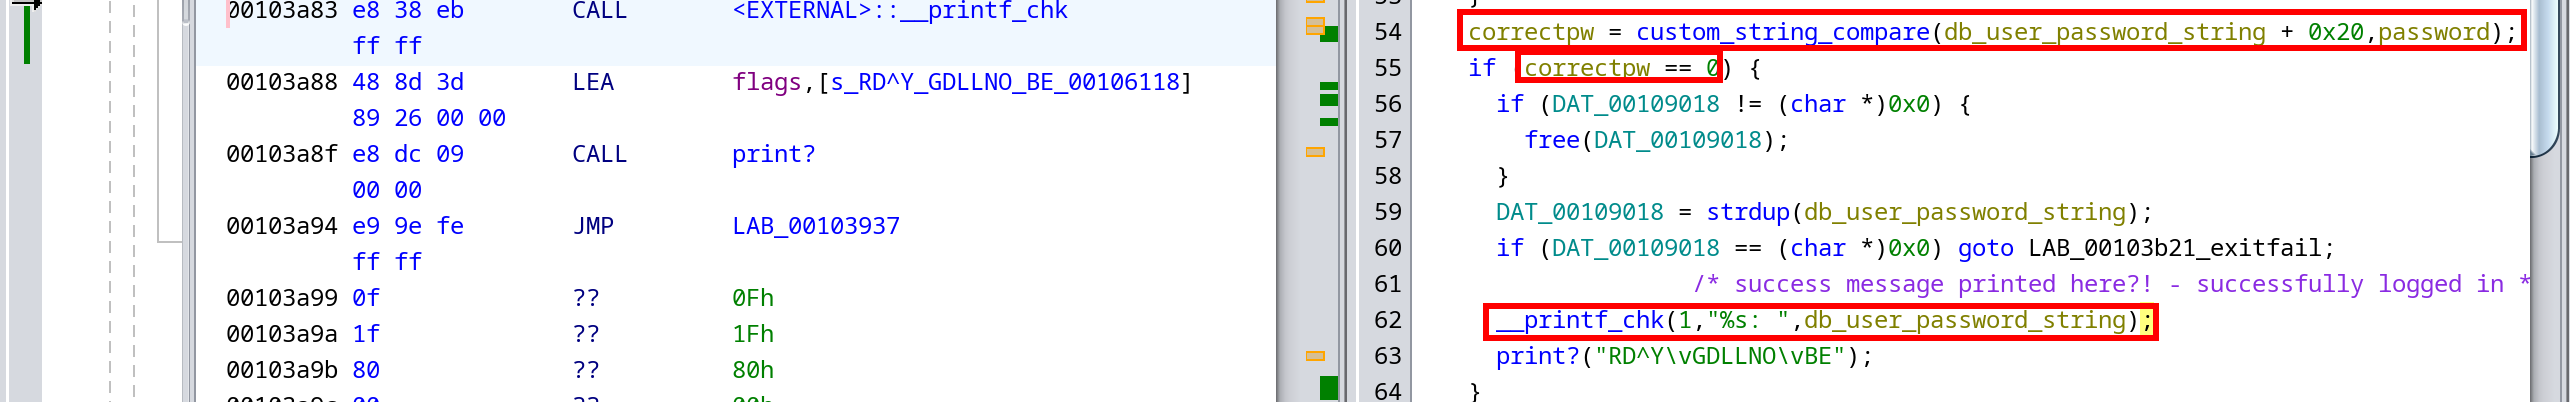 00103a83 e8 38 eb CALL <EXTERNAL>::__printf_chk
ff ff
00103a88 48 8d 3d LEA flags,[s_RD^Y_GDLLNO_BE_00106118]
89 26 00 00
00103a8f e8 dc 09 CALL print?
00 00
00103a94 e9 9e fe JMP LAB_00103937
ff ff
00103a99 0f ?? 0Fh
00103a9a 1f ?? 1Fh
00103a9b 80 ?? 80h
54 correctpw = custom_string_compare(db_user_password_string + 0x20,password);
55 if (correctpw == 0) {
56 if (DAT_00109018 != (char *)0x0) {
57 free(DAT_00109018);
58 }
59 DAT_00109018 = strdup(db_user_password_string);
60 if (DAT_00109018 == (char *)0x0) goto LAB_00103b21_exitfail;
61 /* success message printed here?! - successfully logged in *
62 __printf_chk(1,"%s: ",db_user_password_string);
63 print?("RD^Y\vGDLLNO\vBE");
64 }